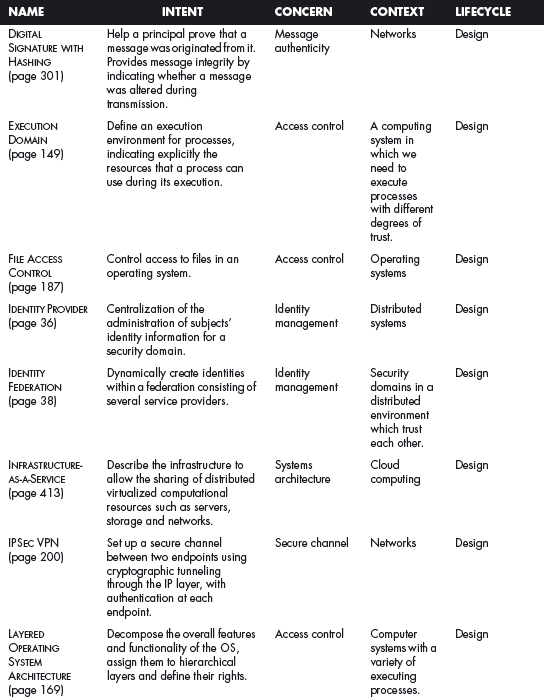 NAME INTENT CONCERN CONTEXT LIFECYCLE
DIGITAL
SIGNATURE WITH
HASHING
(page 301)
Help a principal prove that a
message was originated from it.
Provides message integrity by
indicating whether a message
was altered during
transmission.
Message
authenticity
Networks
Design
EXECUTION
DOMAIN
(page 149)
Define an execution
environment for processes,
indicating explicitly the
resources that a process can
use during its execution.
Access control
A computing
system in
which we
need to
execute
processes
with different
degrees of
trust.
Design
FILE ACCESS
CONTROL
(page 187)
Control access to files in an
operating system.
Access control
Operating
systems
Design
IDENTITY PROVIDER
(page 36)
Centralization of the
administration of subjects’
identity information for a
security domain.
Identity
management
Distributed
systems
Design
IDENTITY
FEDERATION
(page 38)
Dynamically create identities
within a federation consisting of
several service providers.
Identity
management
Security
domains in a
distributed
environment
which trust
each other.
Design
INFRASTRUCTURE-
AS-A-SERVICE
(page 413)
Describe the infrastructure to
allow the sharing of distributed
virtualized computational
resources such as servers,
storage and networks.
Systems
architecture
Cloud
computing
Design
IPSEC VPN
(page 200)
Set up a secure channel
between two endpoints using
cryptographic tunneling
through the IP layer, with
authentication at each
endpoint.
Secure channel
Networks
Design
LAYERED
OPERATING
SYSTEM
ARCHITECTURE
(page 169)
Decompose the overall features
and functionality of the OS,
assign them to hierarchical
layers and define their rights.
Access control
Computer
systems with a
variety of
executing
processes.
Design